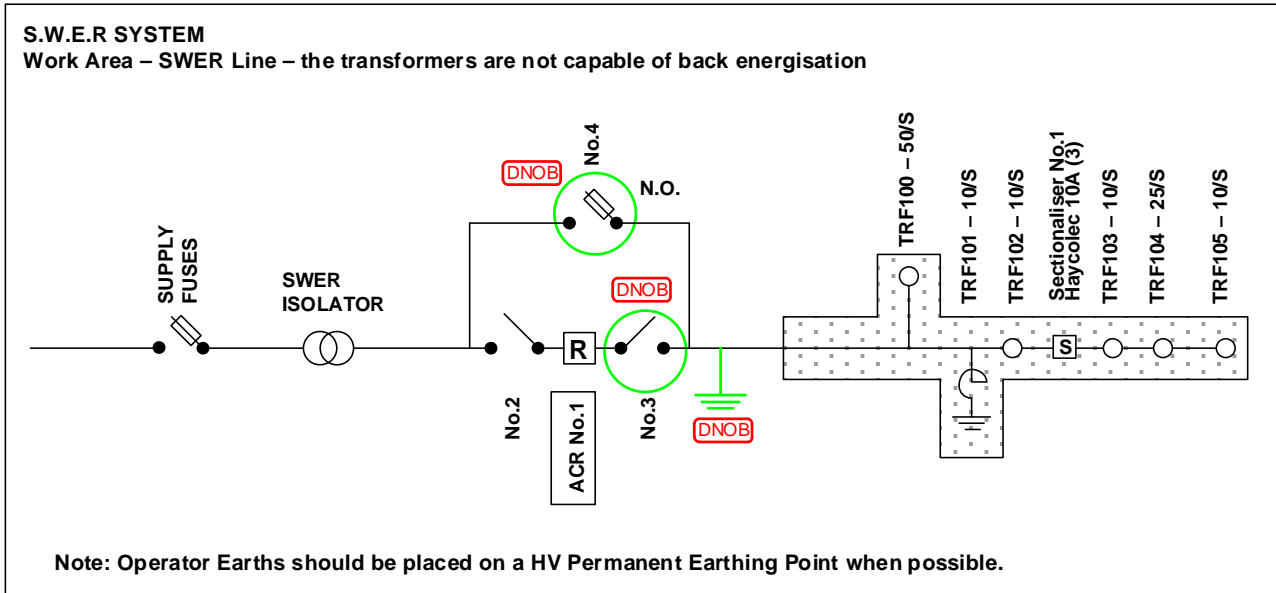 S.W.E.R SYSTEM
Work Area – SWER Line – the transformers are not capable of back energisation
No.4
DNOB
N.O.
SUPPLY
FUSES
SWER
ISOLATOR
DNOB
R
No.2
ACR No.1
No.3
DNOB
TRF100 – 50/S
TRF101 – 10/S
TRF102 – 10/S
Sectionaliser No.1
Haycolec 10A (3)
TRF103 – 10/S
TRF104 – 25/S
TRF105 – 10/S
S
Note: Operator Earths should be placed on a HV Permanent Earthing Point when possible.